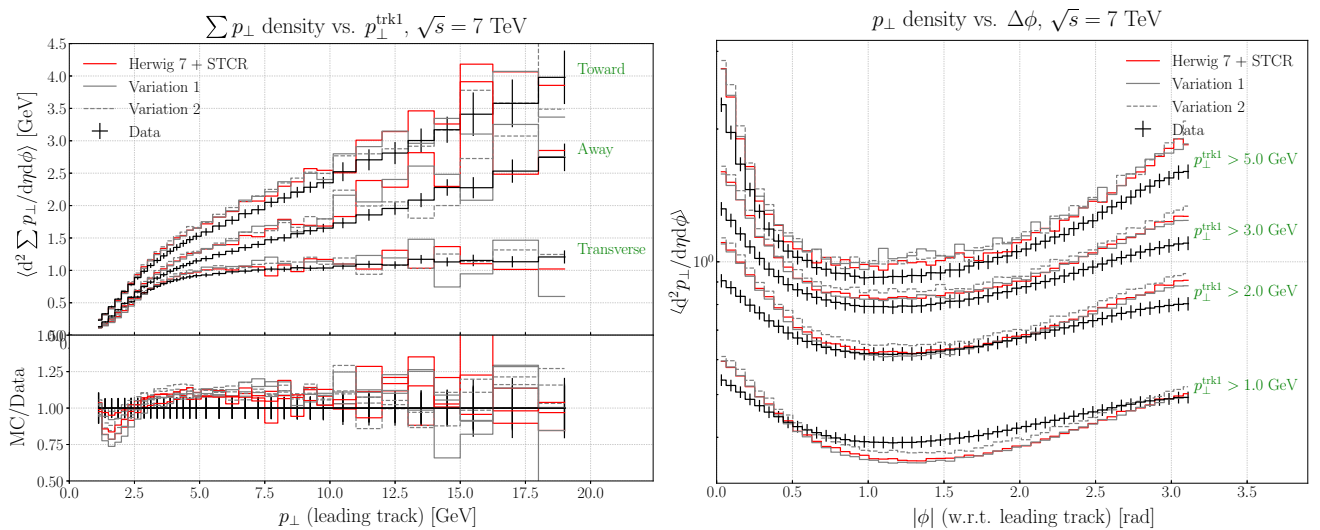 ∑ p⊥ density vs. p⊥^trk1, √s = 7 TeV
⟨d² ∑ p⊥/dηdϕ⟩ [GeV]
4.5
4.0
3.5
3.0
2.5
2.0
1.5
1.0
0.5
Herwig 7 + STCR
Variation 1
Variation 2
Data
Toward
Away
Transverse
MC/Data
1.25
1.00
0.75
0.50
0.0
2.5
5.0
7.5
10.0
12.5
15.0
17.5
20.0
p⊥ (leading track) [GeV]
p⊥ density vs. Δϕ, √s = 7 TeV
⟨d²p⊥/dηdϕ⟩
10⁰
Herwig 7 + STCR
Variation 1
Variation 2
Data
p⊥^trk1 > 5.0 GeV
p⊥^trk1 > 3.0 GeV
p⊥^trk1 > 2.0 GeV
p⊥^trk1 > 1.0 GeV
0.0
0.5
1.0
1.5
2.0
2.5
3.0
3.5
|ϕ| (w.r.t. leading track) [rad]